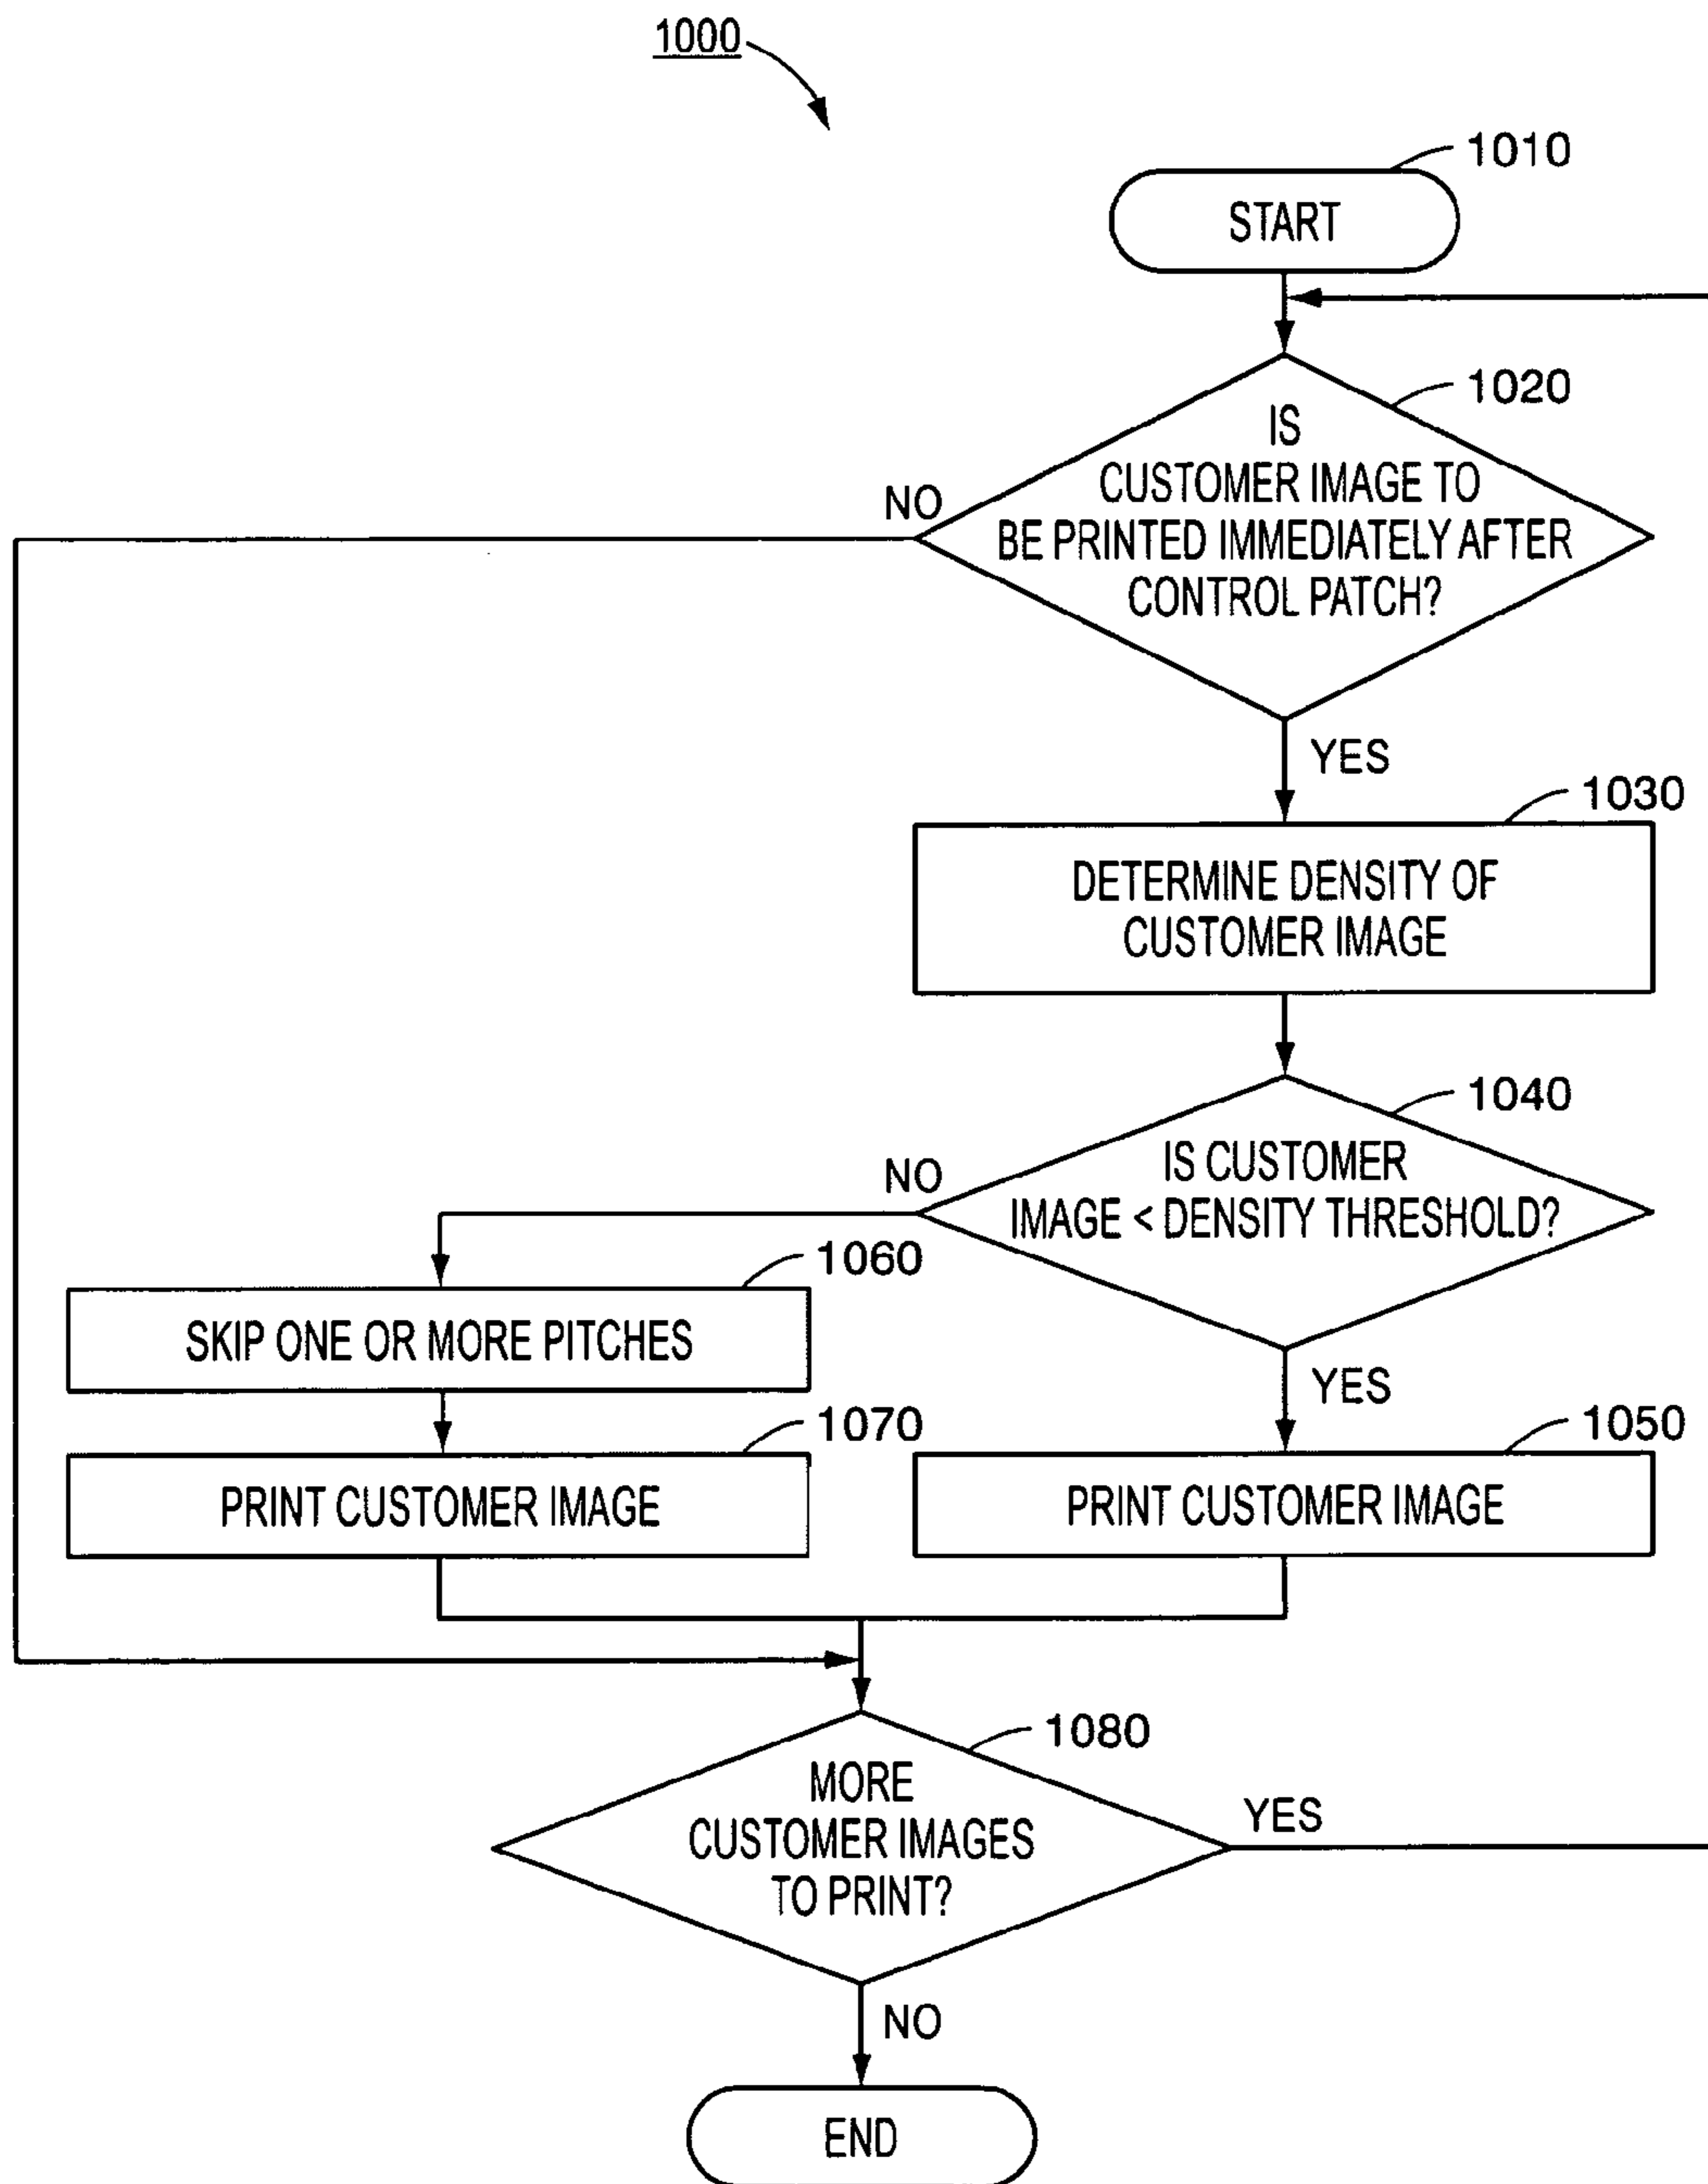 1000
1010
START
1020
IS
CUSTOMER IMAGE TO
BE PRINTED IMMEDIATELY AFTER
CONTROL PATCH?
NO
YES
1030
DETERMINE DENSITY OF
CUSTOMER IMAGE
1040
IS CUSTOMER
IMAGE < DENSITY THRESHOLD?
NO
YES
1060
SKIP ONE OR MORE PITCHES
1070
PRINT CUSTOMER IMAGE
1050
PRINT CUSTOMER IMAGE
1080
MORE
CUSTOMER IMAGES
TO PRINT?
YES
NO
END